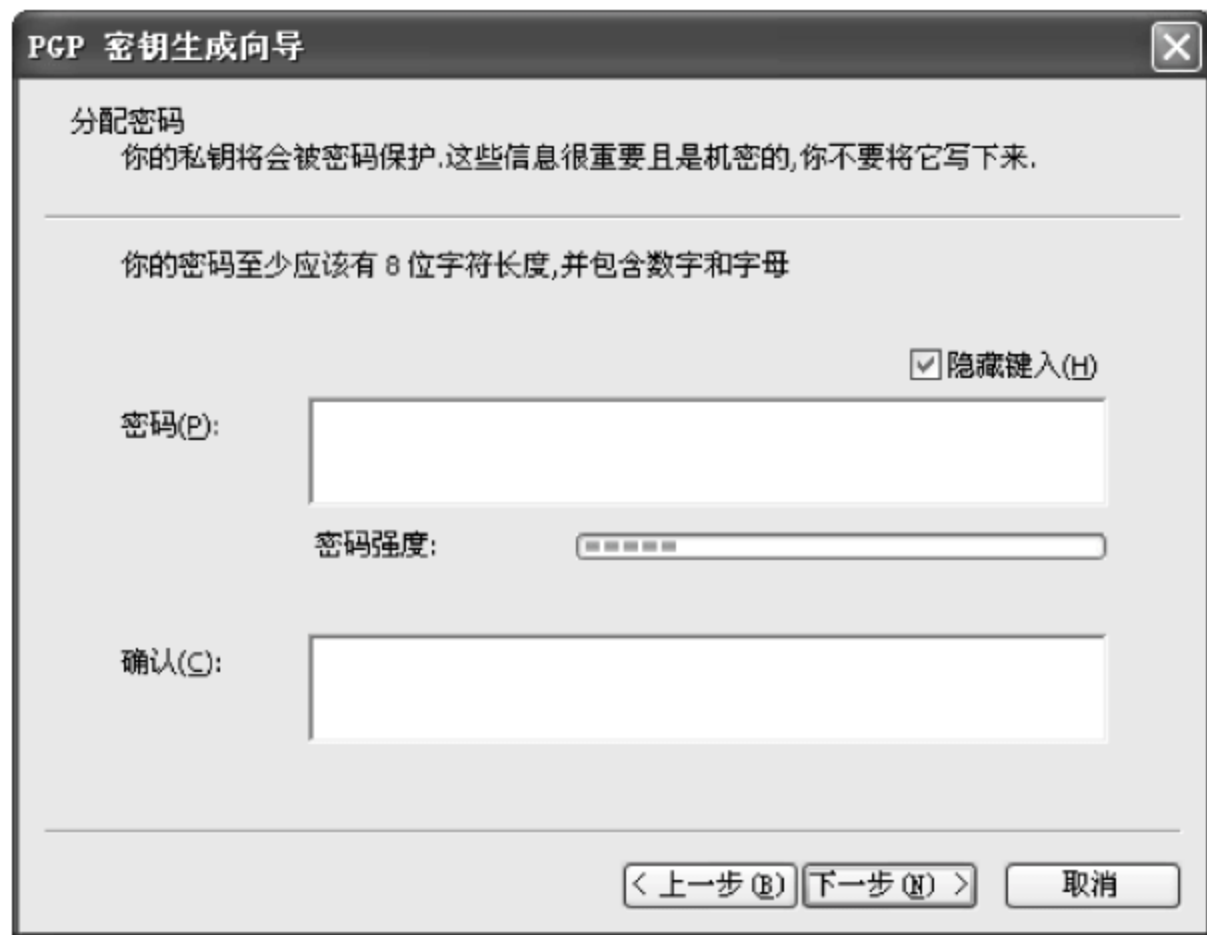 PGP 密钥生成向导
分配密码
你的私钥将会被密码保护.这些信息很重要且是机密的,你不要将它写下来.
你的密码至少应该有 8 位字符长度,并包含数字和字母
隐藏键入(H)
密码(P):
密码强度:
确认(C):
< 上一步(B) 下一步(N) > 取消